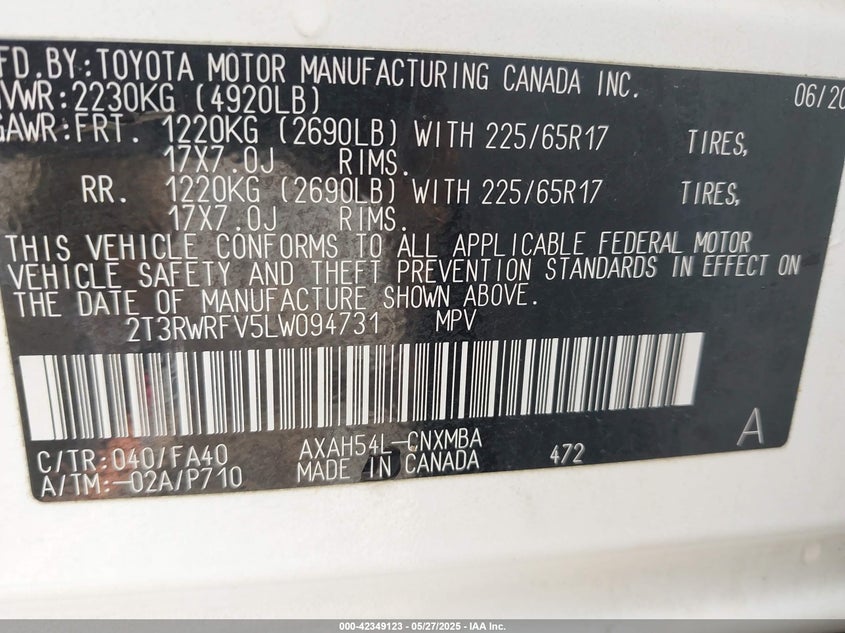 FD.BY:TOYOTA MOTOR MANUFACTURING CANADA INC. 06/20
VWR:2230KG (4920LB)
GAWR:FRT. 1220KG (2690LB) WITH 225/65R17 TIRES,
17X7.0J RIMS.
RR. 1220KG (2690LB) WITH 225/65R17 TIRES,
17X7.0J RIMS.
THIS VEHICLE CONFORMS TO ALL APPLICABLE FEDERAL MOTOR
VEHICLE SAFETY AND THEFT PREVENTION STANDARDS IN EFFECT ON
THE DATE OF MANUFACTURE SHOWN ABOVE.
2T3RWRFV5LW094731 MPV
C/TR:040/FA40 AXAH54L-CNXMBA 472 A
A/TM:-02A/P710 MADE IN CANADA
000-42349123 — 05/27/2025 — IAA Inc.